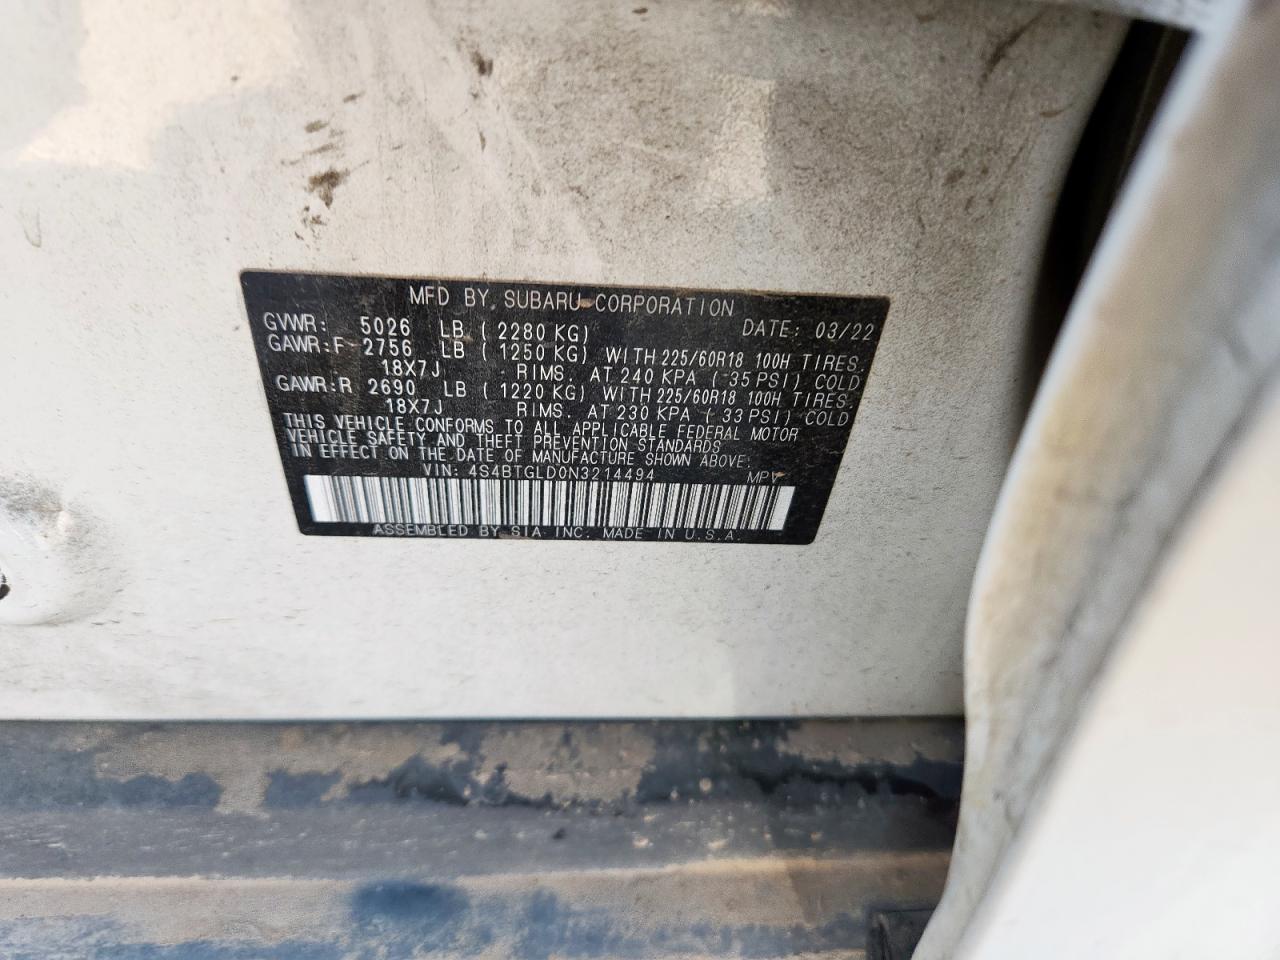 MFD BY SUBARU CORPORATION
GVWR: 5026 LB ( 2280 KG) DATE: 03/22
GAWR:F 2756 LB ( 1250 KG) WITH 225/60R18 100H TIRES.
18X7J RIMS. AT 240 KPA ( 35 PSI) COLD
GAWR:R 2690 LB ( 1220 KG) WITH 225/60R18 100H TIRES.
18X7J RIMS. AT 230 KPA ( 33 PSI) COLD
THIS VEHICLE CONFORMS TO ALL APPLICABLE FEDERAL MOTOR
VEHICLE SAFETY AND THEFT PREVENTION STANDARDS
IN EFFECT ON THE DATE OF MANUFACTURE SHOWN ABOVE:
VIN: 4S4BTGLD0N3214494 MPV
ASSEMBLED BY SIA INC. MADE IN U.S.A.